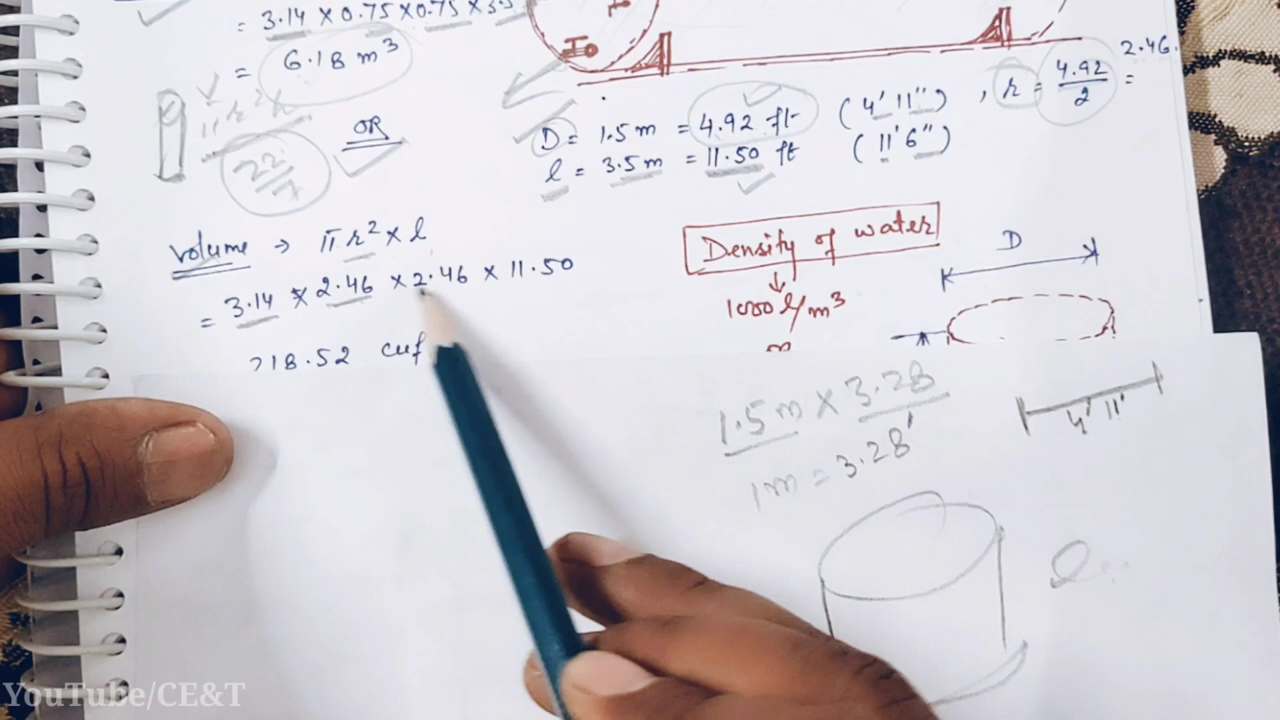 = 3.14 × 0.75 × 0.75 × 3.5
= 6.18 m³
πr²h
22/7
OR
D = 1.5 m = 4.92 ft (4' 11"), r = 4.92/2 = 2.46.
l = 3.5 m = 11.50 ft (11' 6")
Volume → πr² × l
= 3.14 × 2.46 × 2.46 × 11.50
218.52 cuf
Density of water
1000 l/m³
D
1.5m × 3.28
1m = 3.28'
4' 11'
YouTube/CE&T